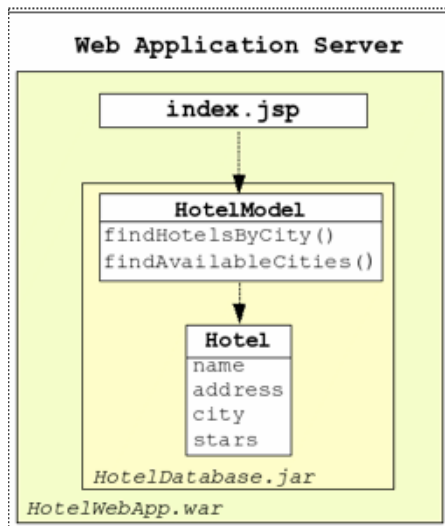 Web Application Server
index.jsp
HotelModel
findHotelsByCity()
findAvailableCities()
Hotel
name
address
city
stars
HotelDatabase.jar
HotelWebApp.war